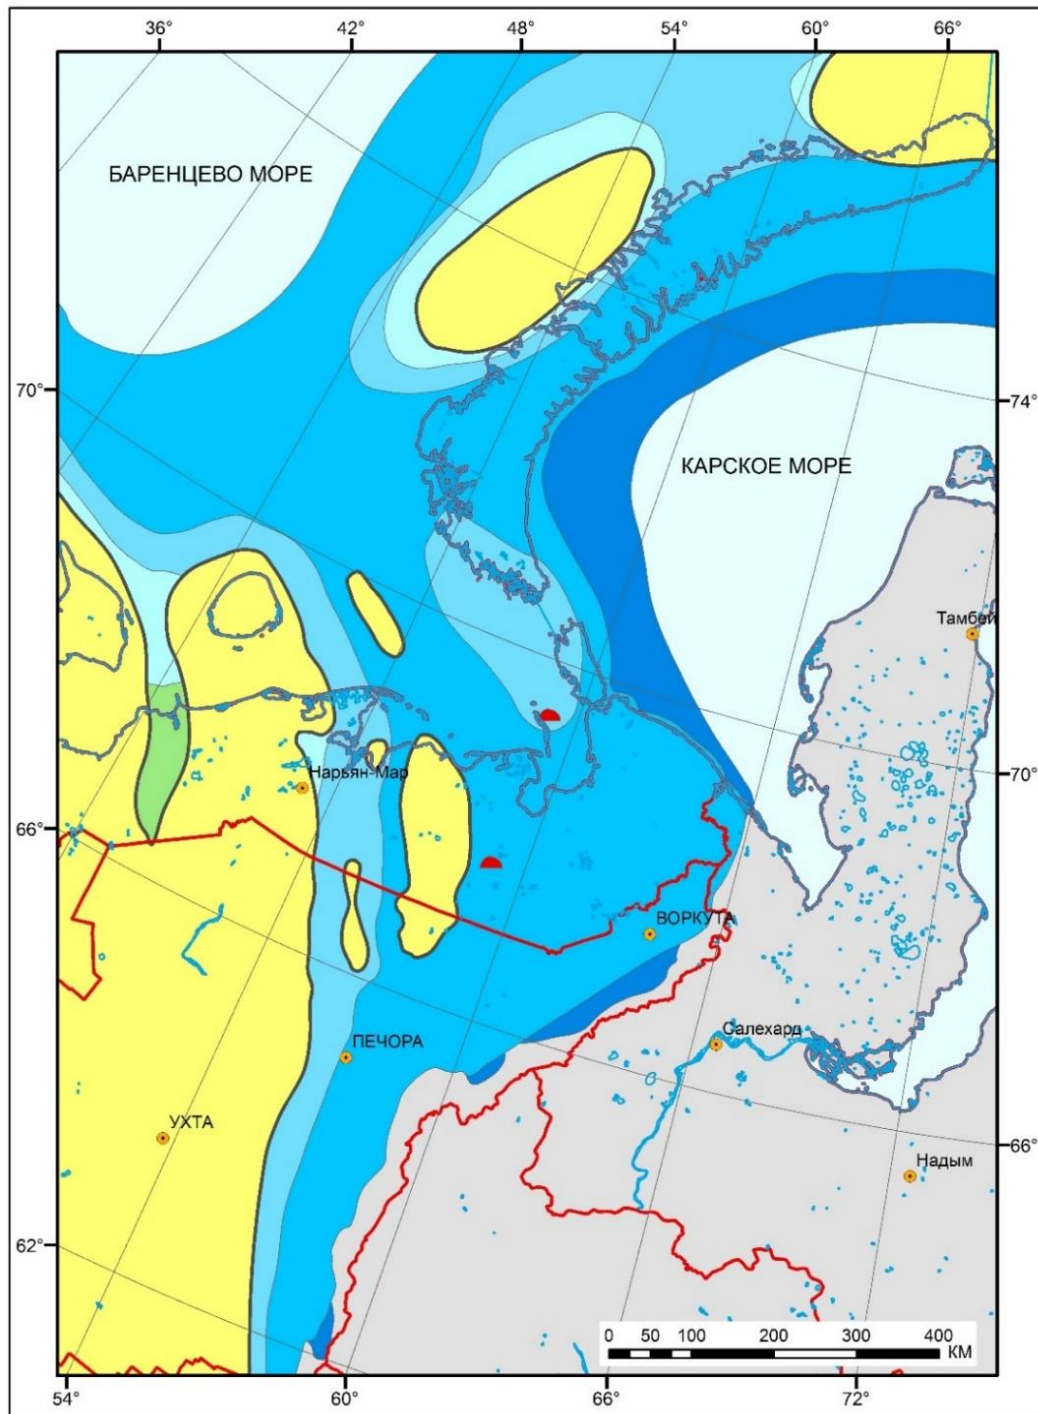 36° 42° 48° 54° 60° 66°
БАРЕНЦЕВО МОРЕ
70°
74°
КАРСКОЕ МОРЕ
Тамбей
70°
Нарьян-Мар
66°
ВОРКУТА
Салехард
ПЕЧОРА
УХТА
66°
Надым
62°
0 50 100 200 300 400
КМ
54° 60° 66° 72°